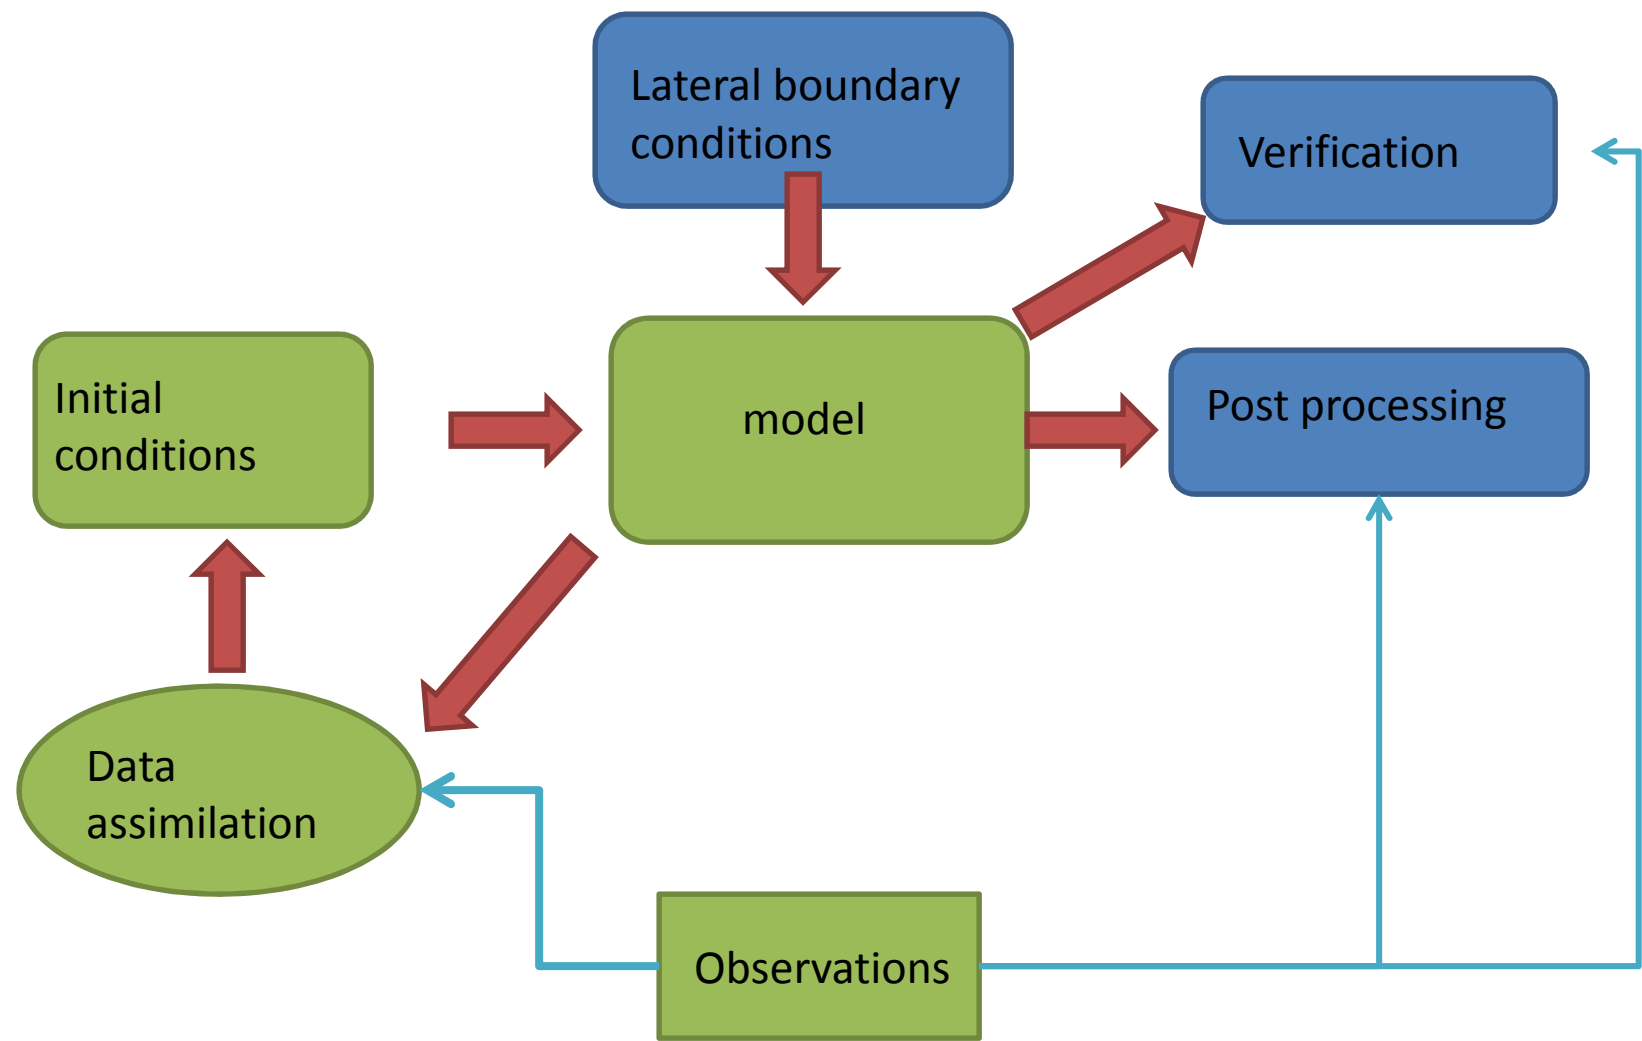 Lateral boundary
conditions
Verification
Initial
conditions
model
Post processing
Data
assimilation
Observations